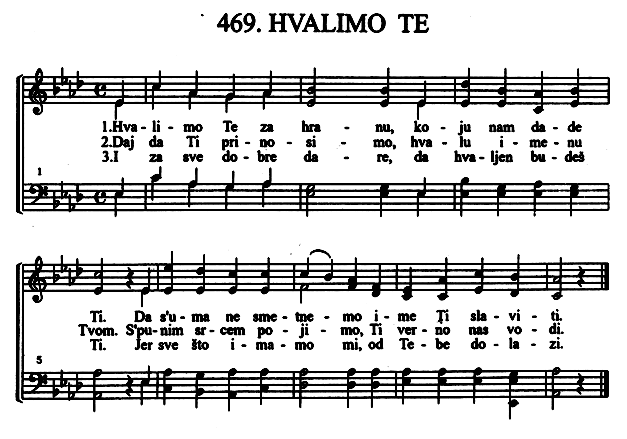 469. HVALIMO TE
1.Hva - li - mo Te za hra - nu, ko - ju nam da - de
2.Daj da Ti pri - no - si - mo, hva - lu i - me - nu
3.I za sve do - bre da - re, da hva - ljen bu - deš
1
Ti. Da s'u - ma ne smet - ne - mo i - me Ti sla - vi - ti.
Tvom. S'pu - nim sr - cem po - ji - mo, Ti ver - no nas vo - di.
Ti. Jer sve što i - ma - mo mi, od Te - be do - la - zi.
5